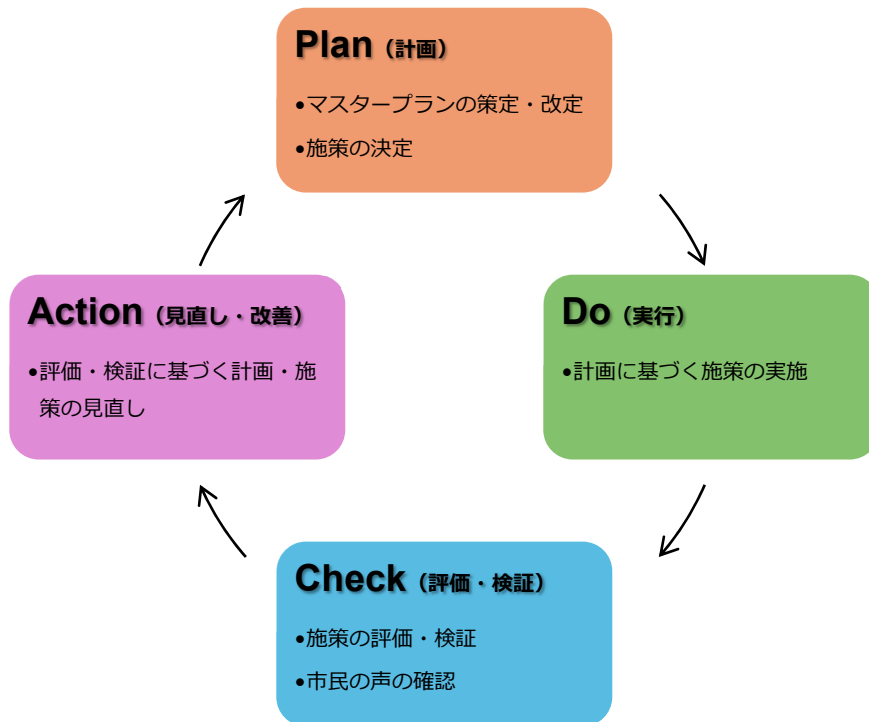 Plan（計画）
•マスタープランの策定・改定
•施策の決定
Do（実行）
•計画に基づく施策の実施
Check（評価・検証）
•施策の評価・検証
•市民の声の確認
Action（見直し・改善）
•評価・検証に基づく計画・施
策の見直し